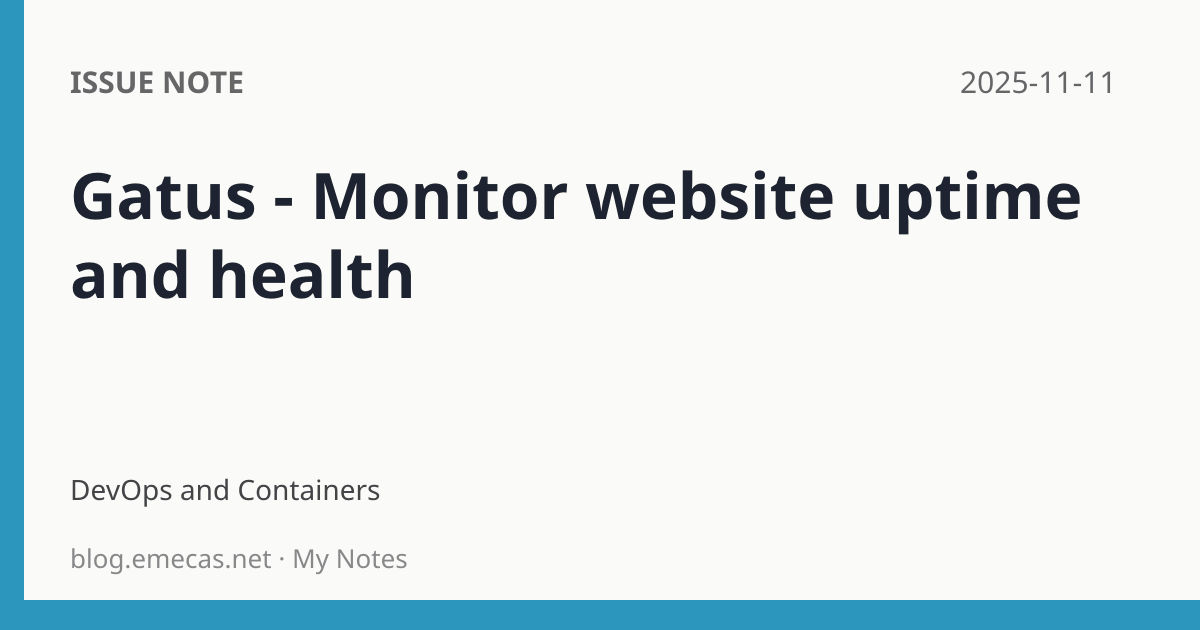 ISSUE NOTE
2025-11-11
Gatus - Monitor website uptime
and health
DevOps and Containers
blog.emecas.net · My Notes